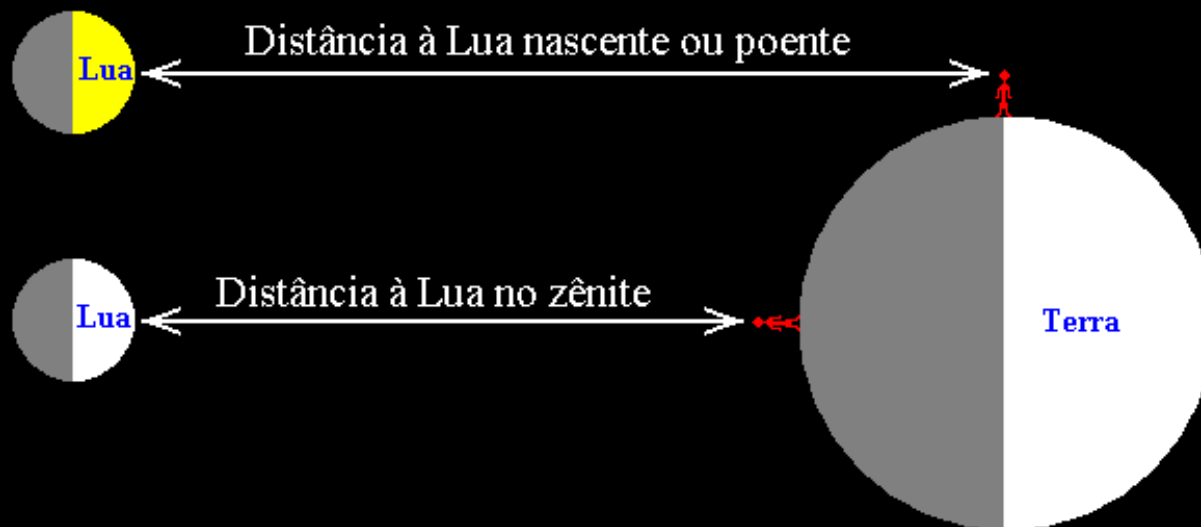 Distância à Lua nascente ou poente
Lua
Distância à Lua no zênite
Lua
Terra